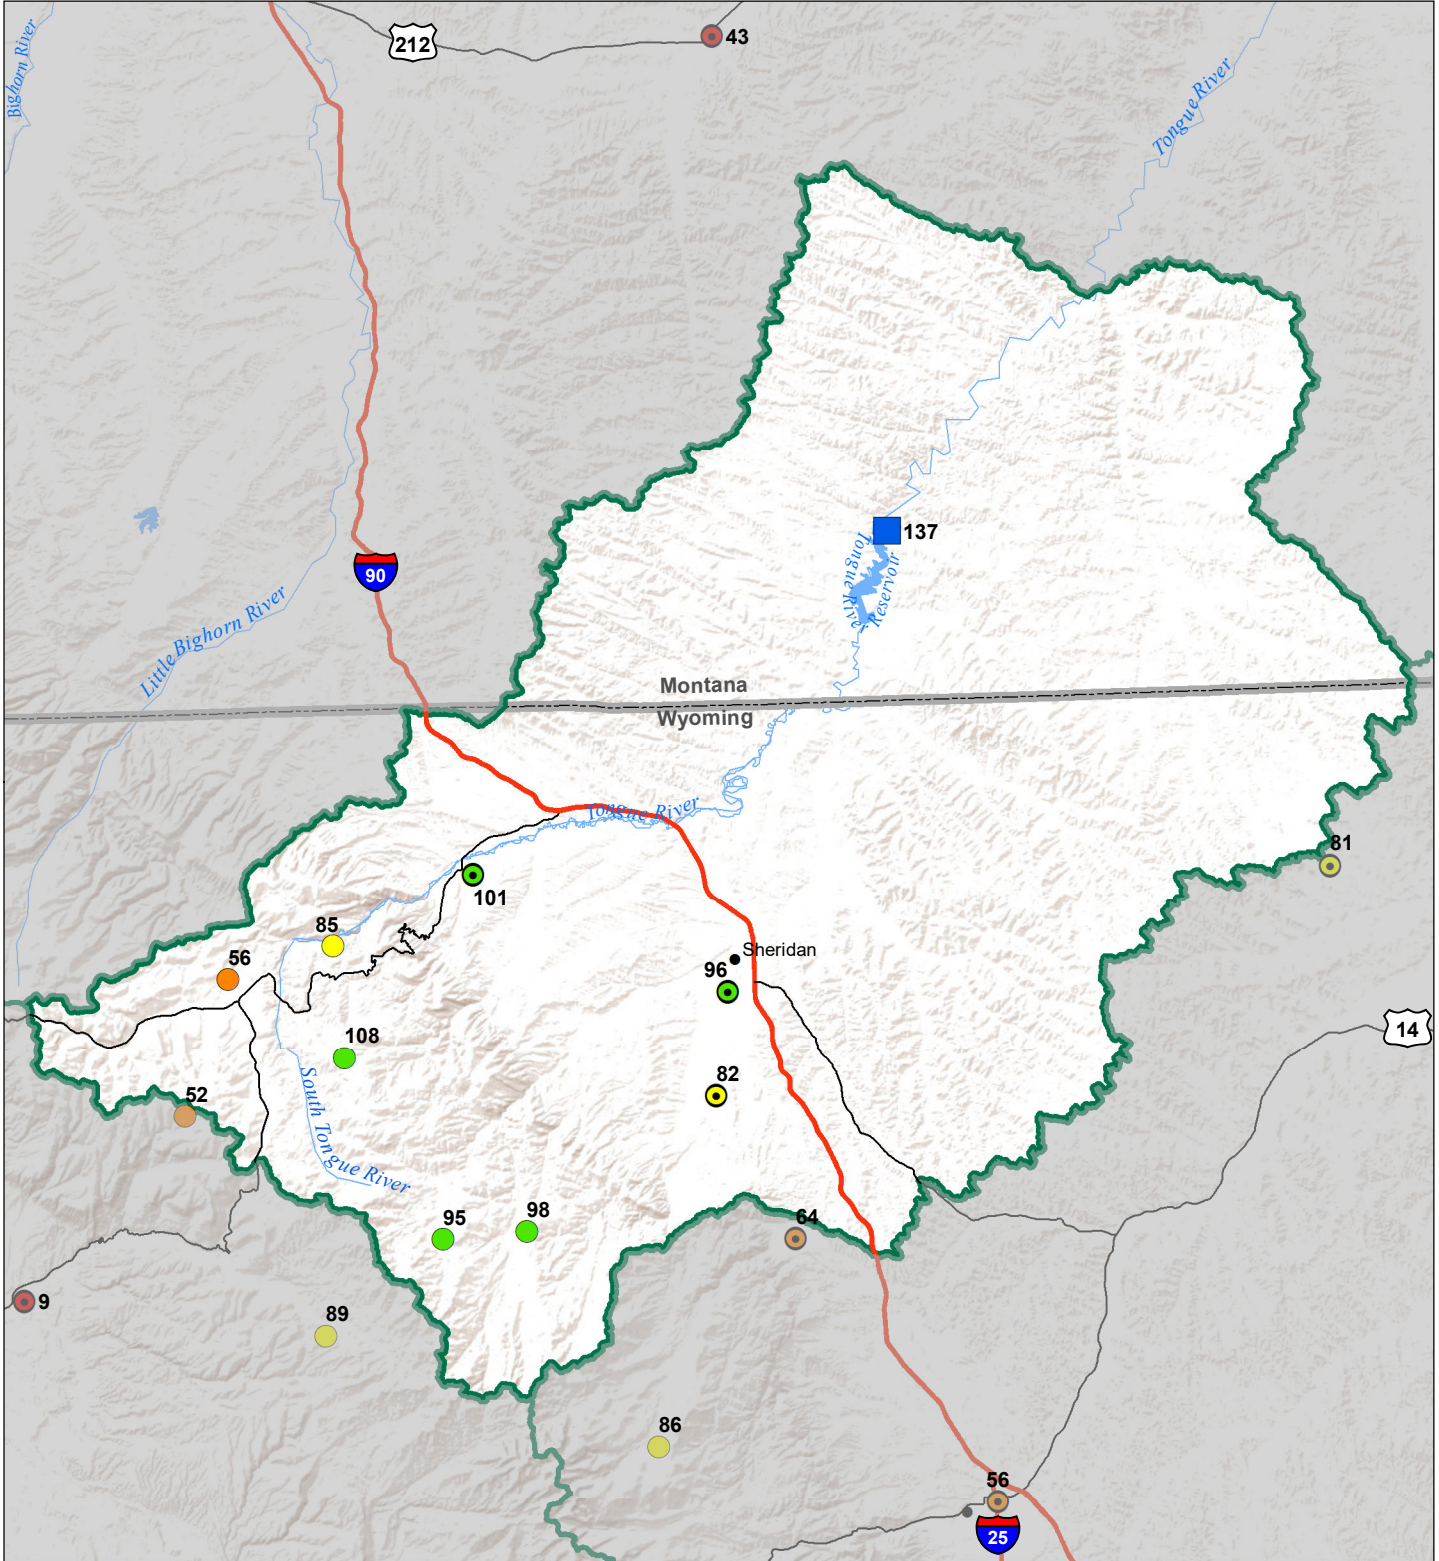 Bighorn River
212
43
Tongue River
137
Tongue River
Reservoir
90
Little Bighorn River
Montana
Wyoming
Tongue River
81
101
85
Sheridan
56
96
14
108
82
52
South Tongue River
95
98
64
9
89
86
56
25